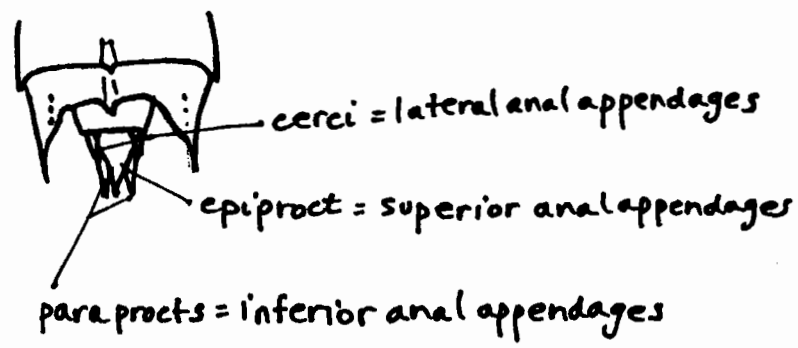 cerci = lateral anal appendages
epiproct = superior anal appendages
paraprocts = inferior anal appendages